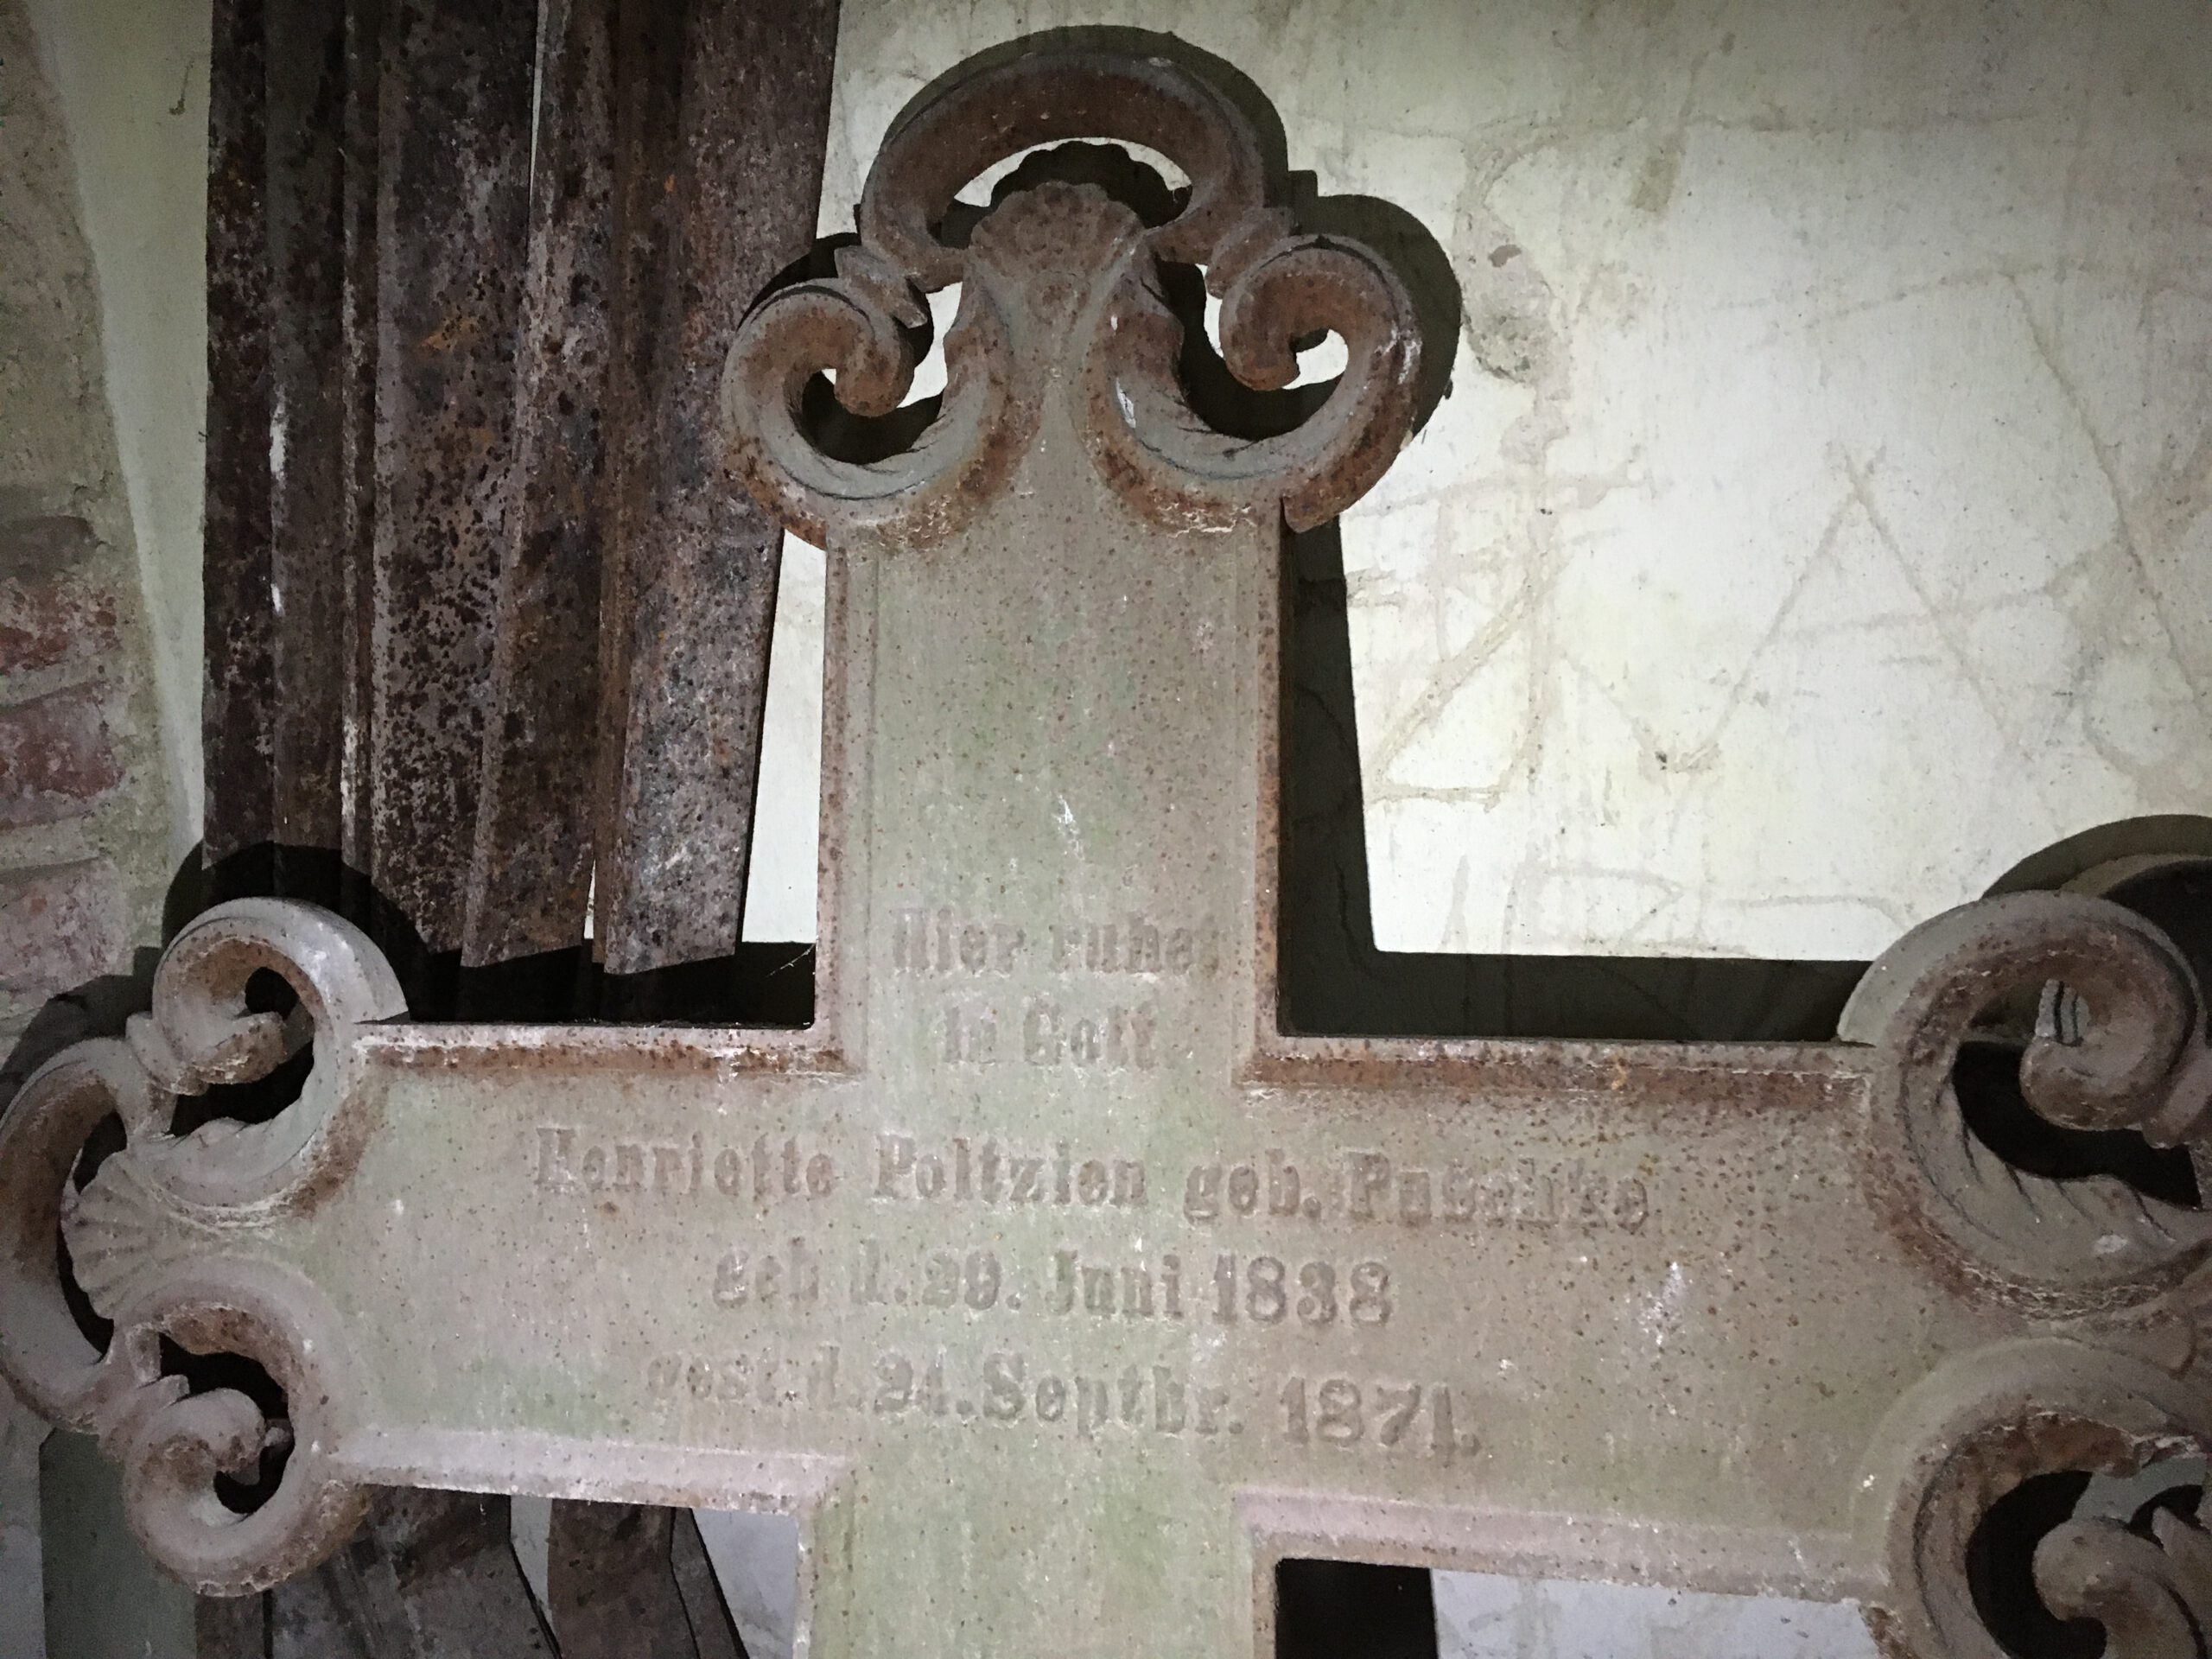 Hier ruhet
in Gott
Henriette Poltzien geb.
geb. d. 29. Juni 1838
gest. d. 24. Septbr. 1871.